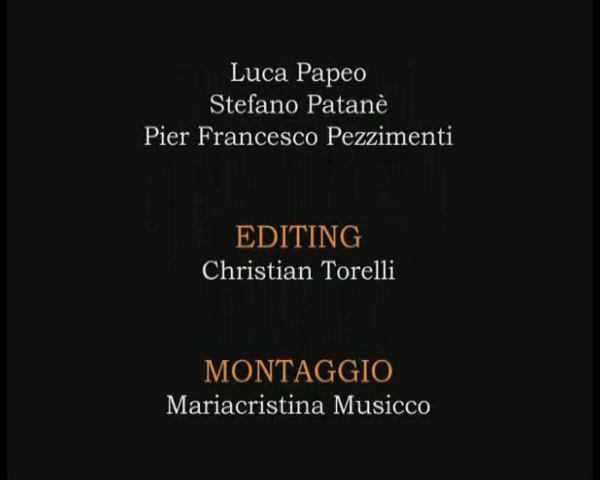 Luca Papeo
Stefano Patanè
Pier Francesco Pezzimenti
EDITING
Christian Torelli
MONTAGGIO
Mariacristina Musicco